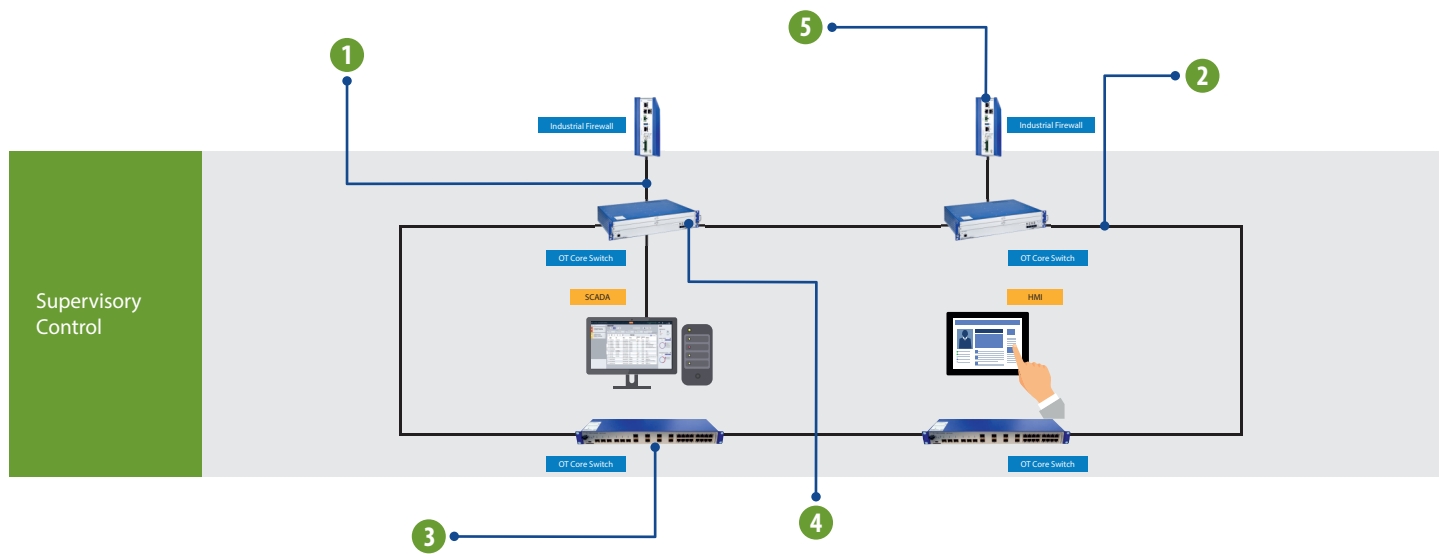 5
1
2
Industrial Firewall
Industrial Firewall
OT Core Switch
OT Core Switch
SCADA
HMI
Supervisory
Control
OT Core Switch
OT Core Switch
4
3